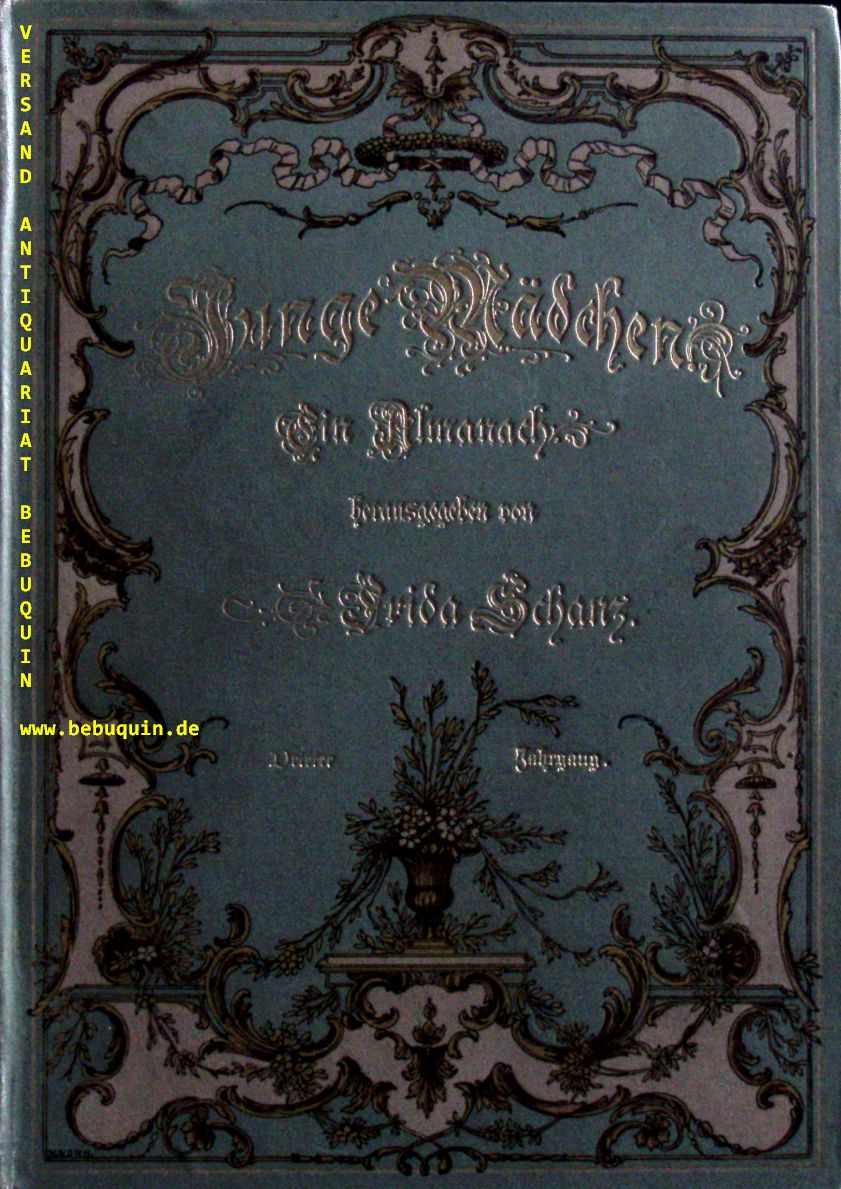 VERSAND ANTIQUARIAT BEBUQUIN
www.bebuquin.de
Junge Mädchen.
Ein Almanach
herausgegeben von
Frida Schanz.
Dritter Jahrgang.